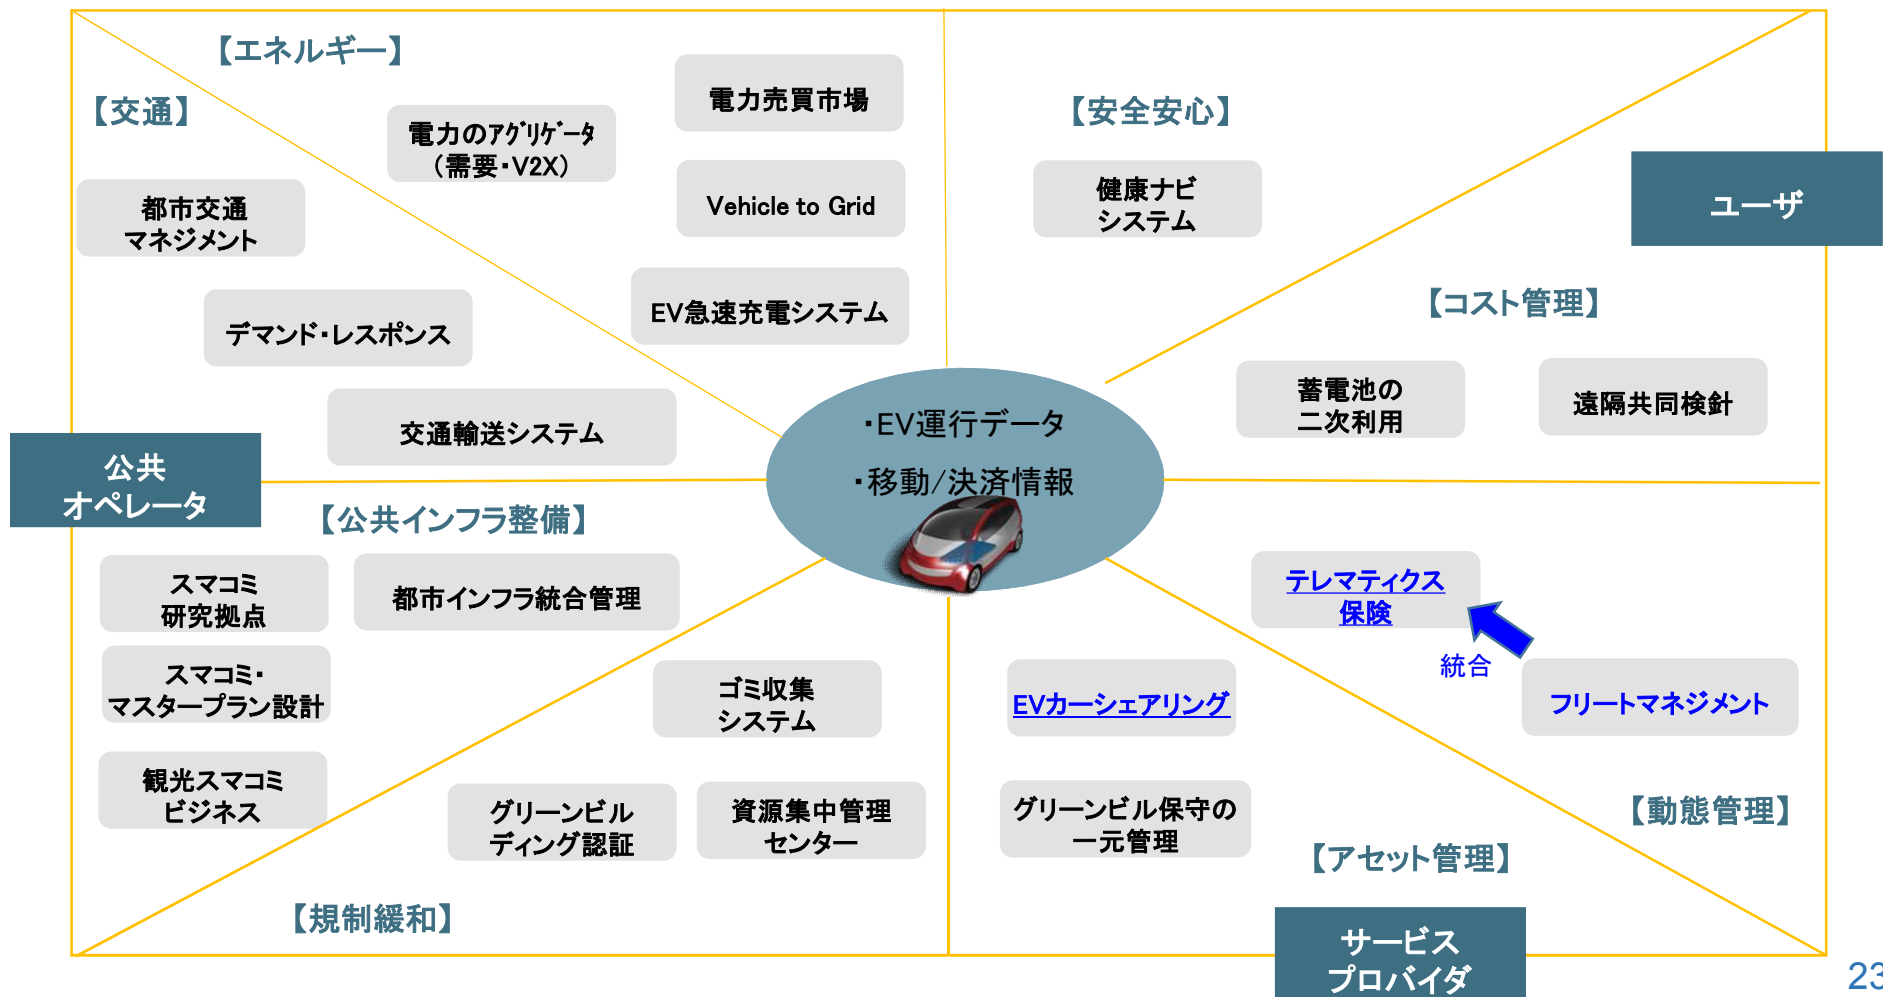 【エネルギー】
【交通】
電力売買市場
電力のアグリゲータ
(需要・V2X)
【安全安心】
都市交通
マネジメント
Vehicle to Grid
健康ナビ
システム
ユーザ
デマンド・レスポンス
EV急速充電システム
【コスト管理】
交通輸送システム
蓄電池の
二次利用
遠隔共同検針
・EV運行データ
・移動/決済情報
公共
オペレータ
【公共インフラ整備】
スマコミ
研究拠点
都市インフラ統合管理
テレマティクス
保険
統合
スマコミ・
マスタープラン設計
ゴミ収集
システム
EVカーシェアリング
フリートマネジメント
観光スマコミ
ビジネス
グリーンビル
ディング認証
資源集中管理
センター
グリーンビル保守の
一元管理
【動態管理】
【アセット管理】
【規制緩和】
サービス
プロバイダ
23